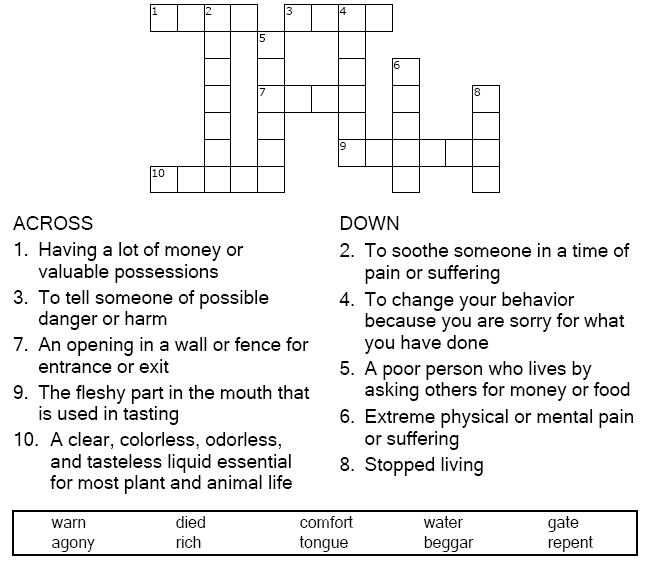 1 2 3 4
5
6
7 8
9
10
ACROSS
1. Having a lot of money or
valuable possessions
3. To tell someone of possible
danger or harm
7. An opening in a wall or fence for
entrance or exit
9. The fleshy part in the mouth that
is used in tasting
10. A clear, colorless, odorless,
and tasteless liquid essential
for most plant and animal life
DOWN
2. To soothe someone in a time of
pain or suffering
4. To change your behavior
because you are sorry for what
you have done
5. A poor person who lives by
asking others for money or food
6. Extreme physical or mental pain
or suffering
8. Stopped living
warn died comfort water gate
agony rich tongue beggar repent